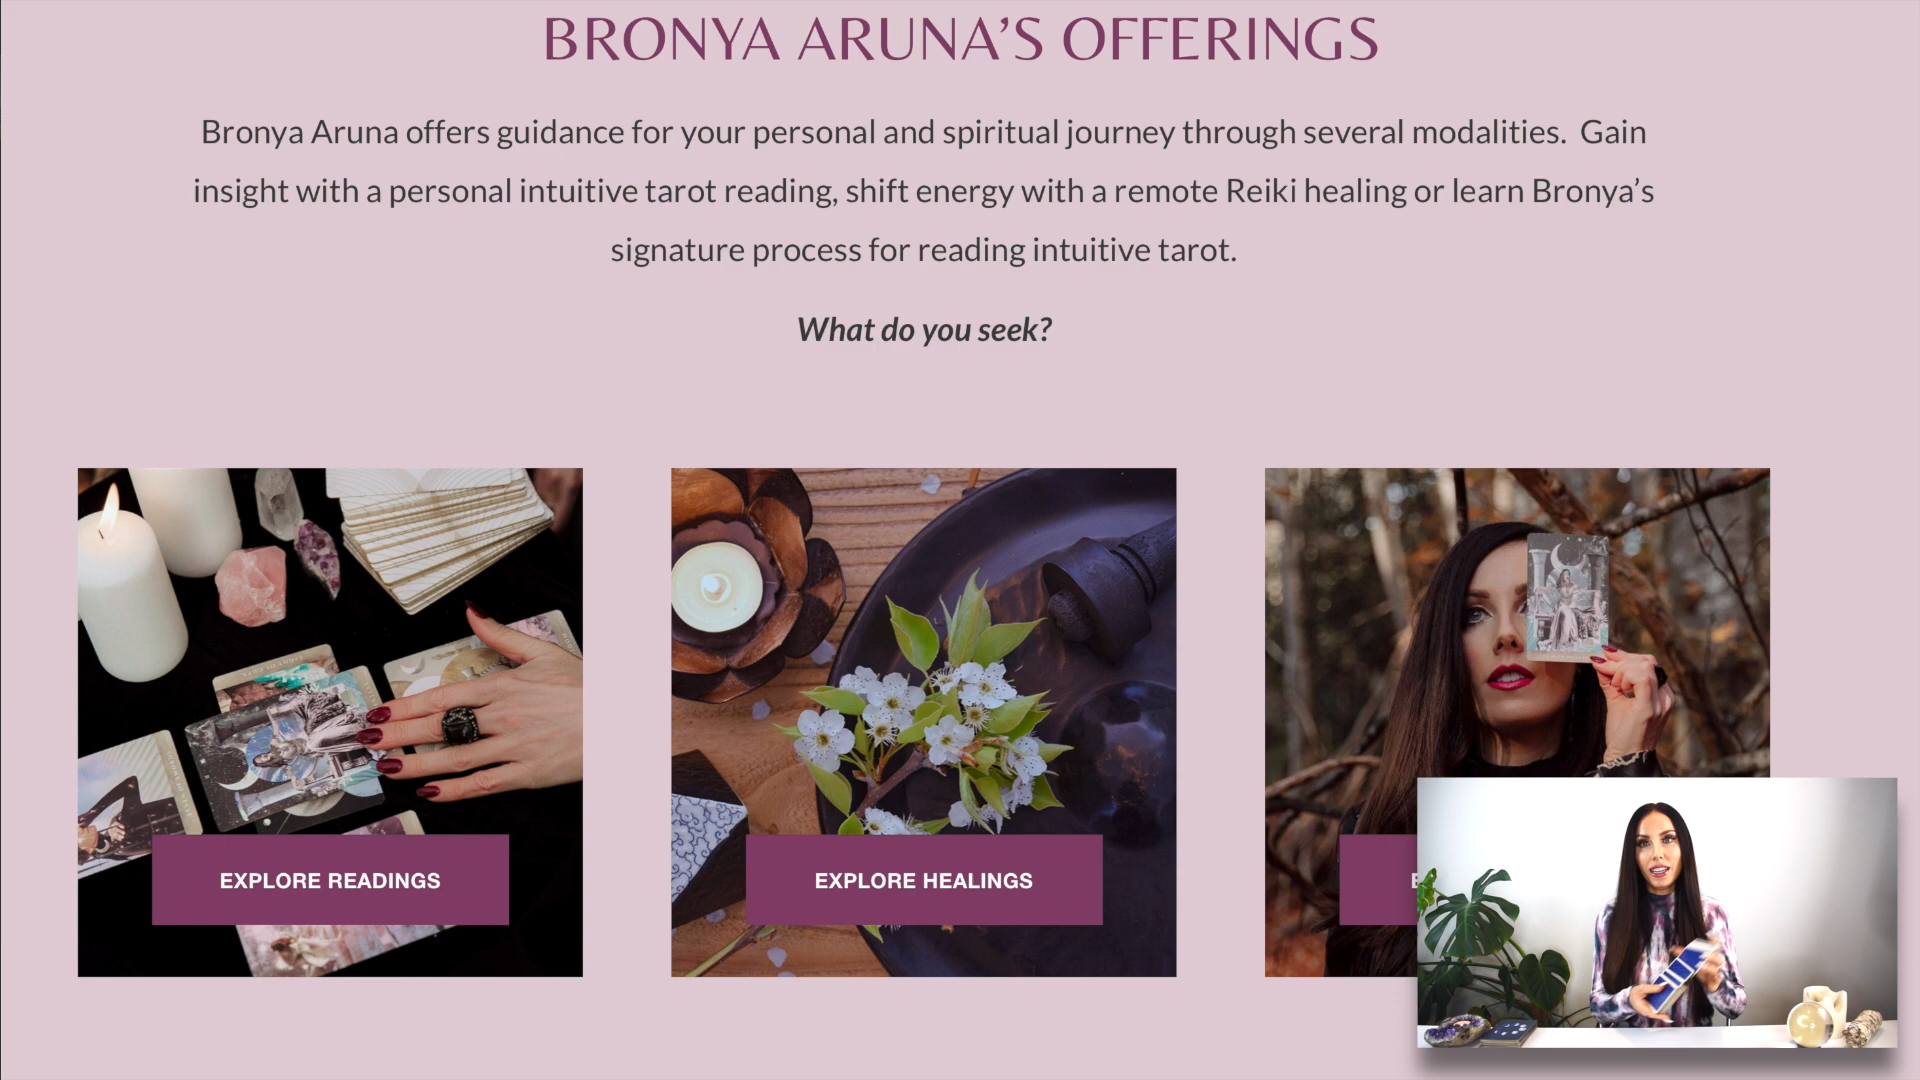 BRONYA ARUNA’S OFFERINGS
Bronya Aruna offers guidance for your personal and spiritual journey through several modalities.  Gain
insight with a personal intuitive tarot reading, shift energy with a remote Reiki healing or learn Bronya’s
signature process for reading intuitive tarot.
What do you seek?
EXPLORE READINGS
EXPLORE HEALINGS